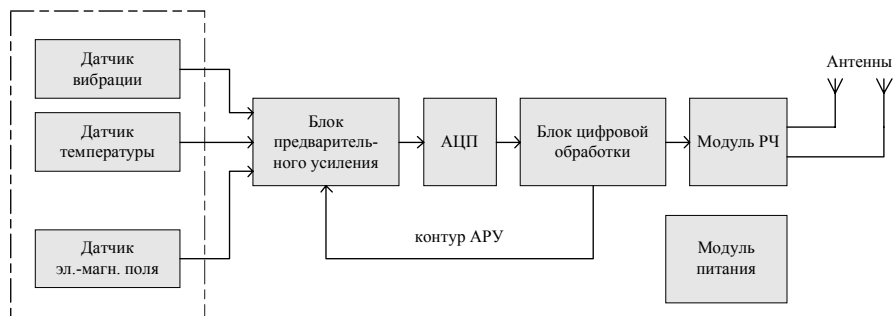 Датчик
вибрации
Датчик
температуры
Датчик
эл.-магн. поля
Блок
предваритель-
ного усиления
АЦП
Блок цифровой
обработки
Модуль РЧ
Антенны
контур АРУ
Модуль
питания